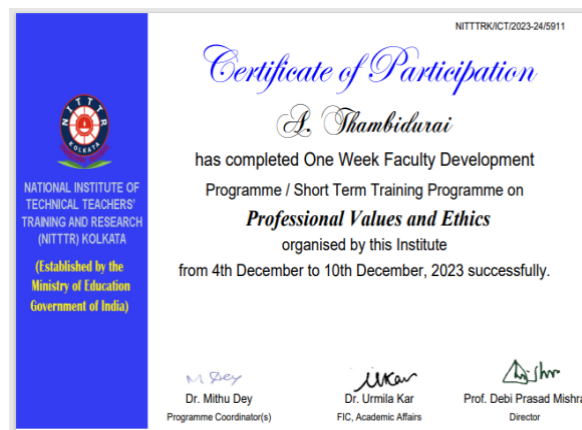 NITTTRK/ICT/2023-24/5911
Certificate of Participation
A. Thambidurai
has completed One Week Faculty Development
Programme / Short Term Training Programme on
Professional Values and Ethics
organised by this Institute
from 4th December to 10th December, 2023 successfully.
NITTTR
KOLKATA
NATIONAL INSTITUTE OF
TECHNICAL TEACHERS'
TRAINING AND RESEARCH
(NITTTR) KOLKATA
(Established by the
Ministry of Education
Government of India)
M Dey
Dr. Mithu Dey
Programme Coordinator(s)
UKar
Dr. Urmila Kar
FIC, Academic Affairs
Prof. Debi Prasad Mishra
Director